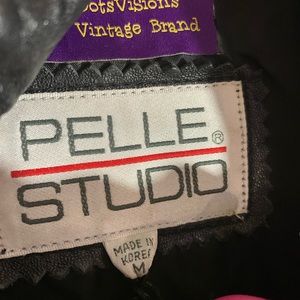 Vintage Brand
PELLE®
STUDIO
MADE IN
KOREA
M